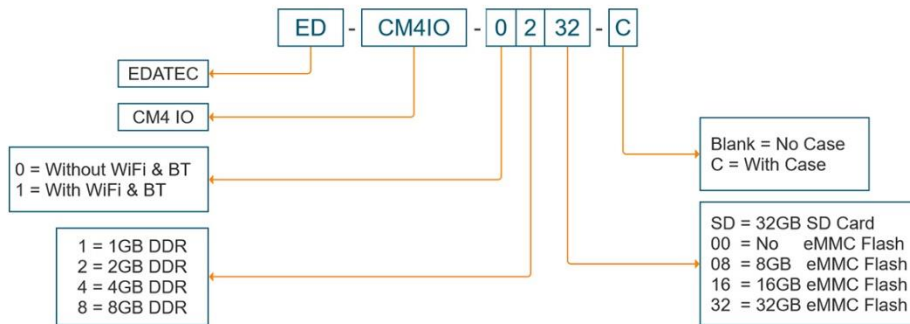 ED - CM4IO - 0 2 32 - C
EDATEC
CM4 IO
0 = Without WiFi & BT
1 = With WiFi & BT
1 = 1GB DDR
2 = 2GB DDR
4 = 4GB DDR
8 = 8GB DDR
Blank = No Case
C = With Case
SD = 32GB SD Card
00 = No eMMC Flash
08 = 8GB eMMC Flash
16 = 16GB eMMC Flash
32 = 32GB eMMC Flash